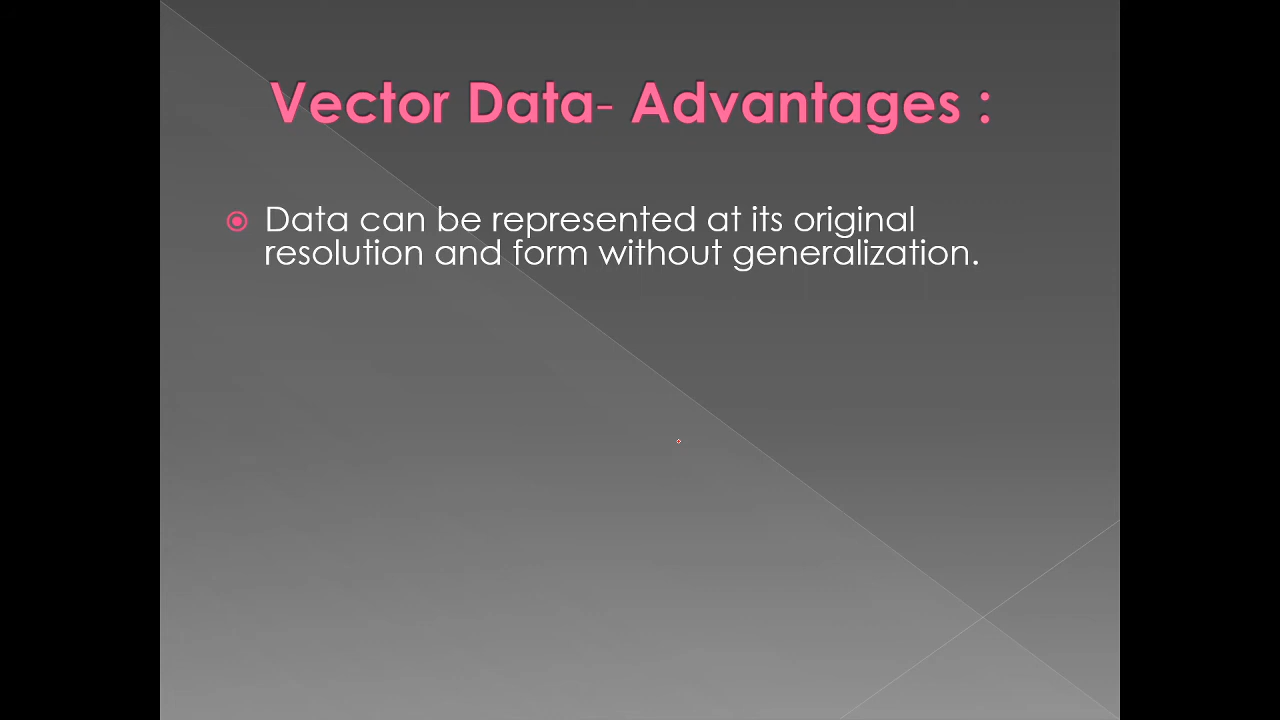 Vector Data- Advantages :
Data can be represented at its original
resolution and form without generalization.